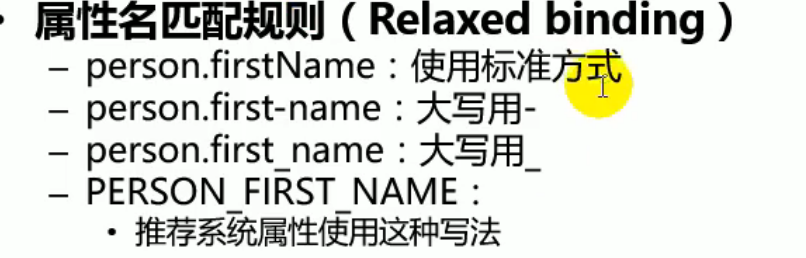 • 属性名匹配规则（Relaxed binding）
– person.firstName：使用标准方式
– person.first-name：大写用-
– person.first_name：大写用_
– PERSON_FIRST_NAME：
• 推荐系统属性使用这种写法